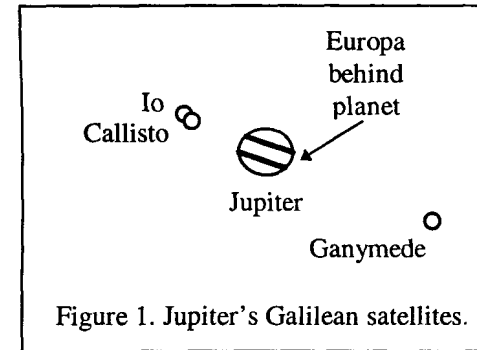 Europa
behind
planet
Io
Callisto
Jupiter
Ganymede
Figure 1. Jupiter's Galilean satellites.